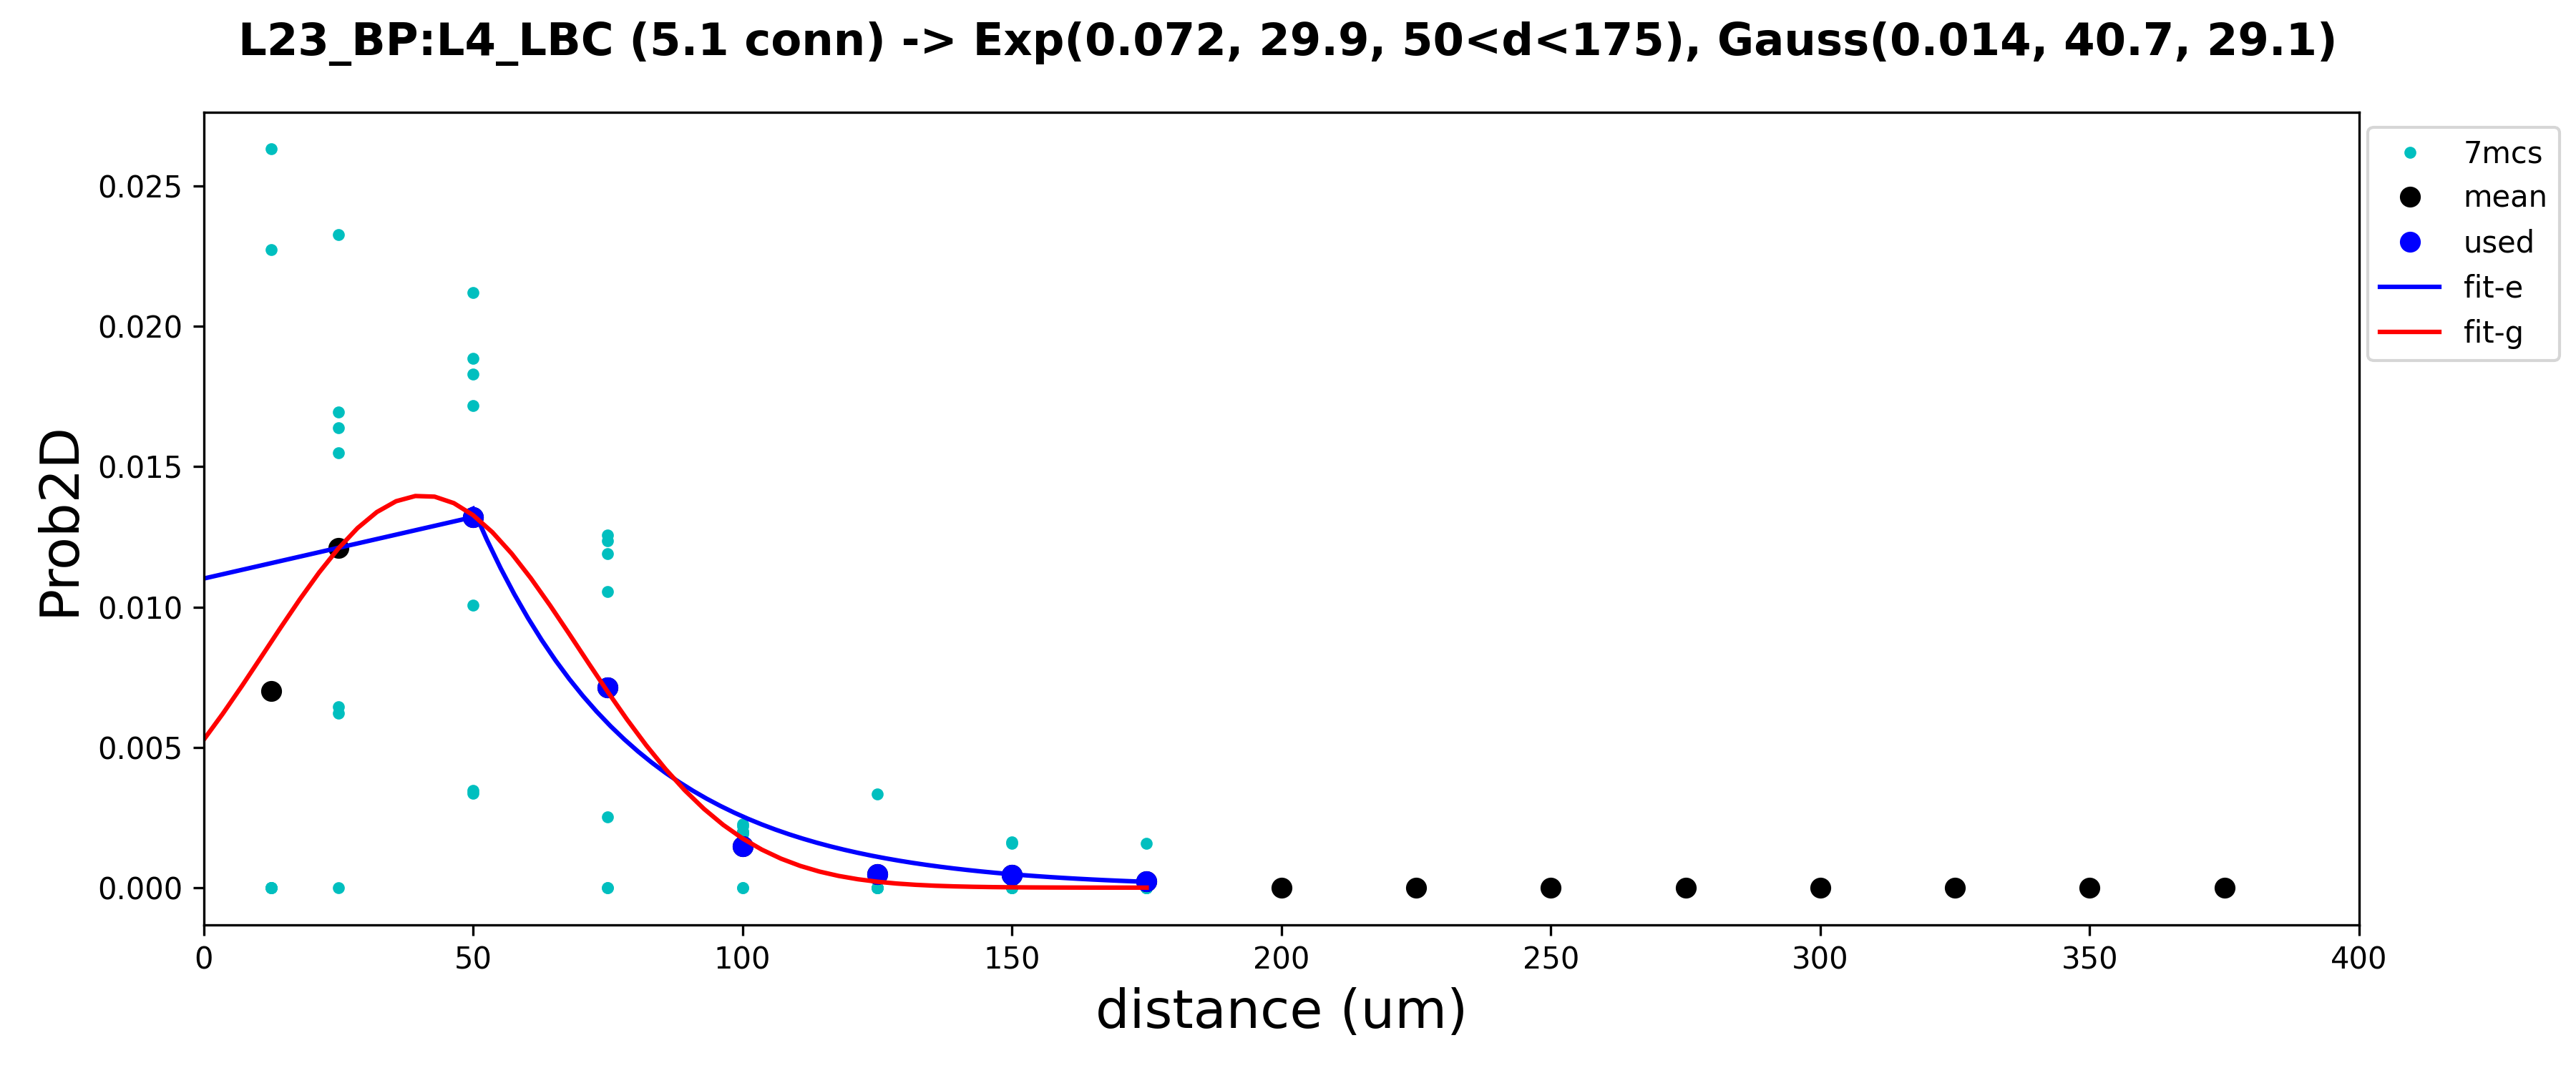 L23_BP:L4_LBC (5.1 conn) -> Exp(0.072, 29.9, 50<d<175), Gauss(0.014, 40.7, 29.1)
7mcs
mean
used
fit-e
fit-g
Prob2D
0.025
0.020
0.015
0.010
0.005
0.000
0
50
100
150
200
250
300
350
400
distance (um)